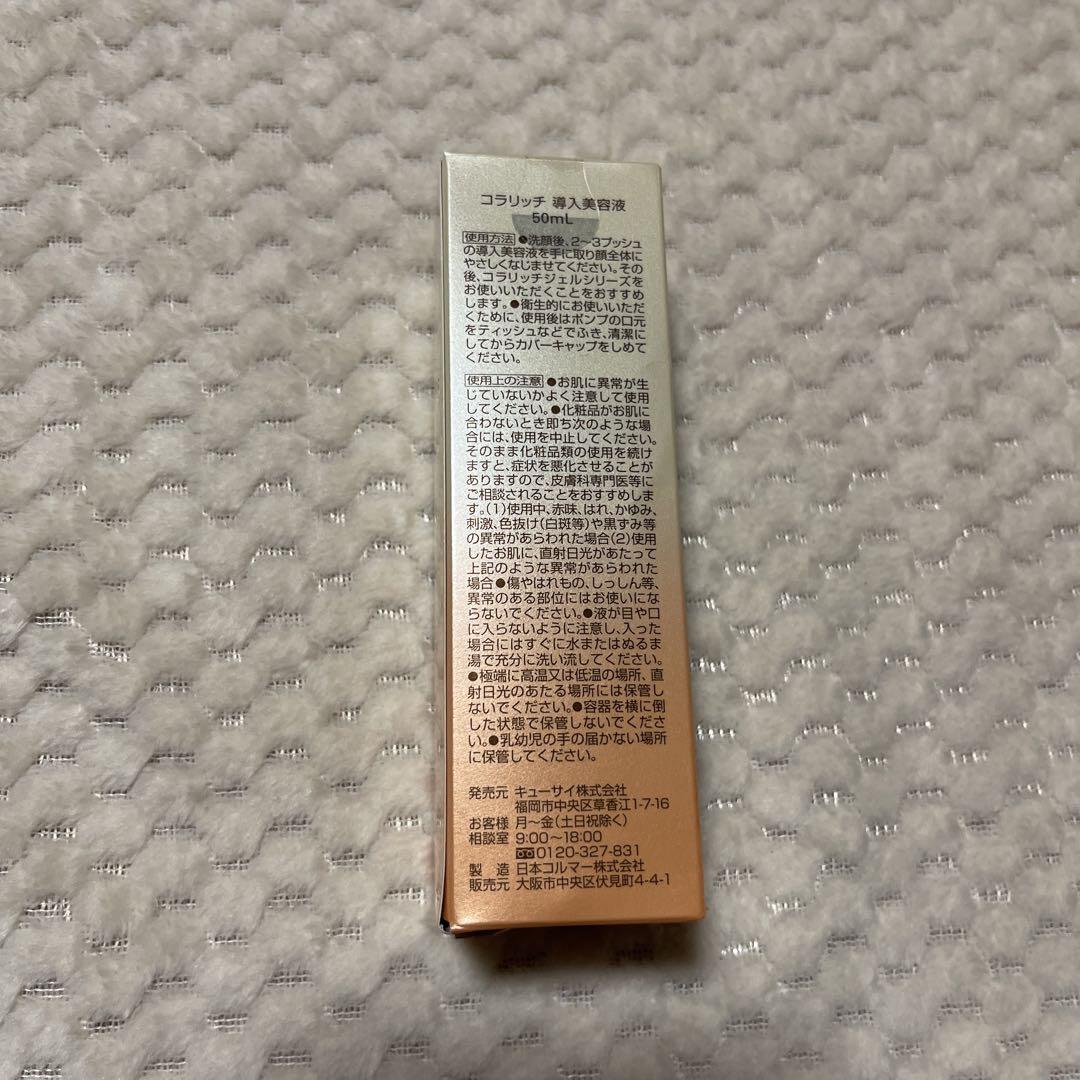 コラリッチ 導入美容液
50mL
使用方法 ●洗顔後、2〜3プッシュ
の導入美容液を手に取り顔全体に
やさしくなじませてください。その
後、コラリッチジェルシリーズを
お使いいただくことをおすすめ
します。●衛生的にお使いいただ
くために、使用後はポンプの口元
をティッシュなどでふき、清潔に
してからカバーキャップをしめて
ください。
使用上の注意 ●お肌に異常が生
じていないかよく注意して使用
してください。●化粧品がお肌に
合わないとき即ち次のような場
合には、使用を中止してください。
そのまま化粧品類の使用を続け
ますと、症状を悪化させることが
ありますので、皮膚科専門医等に
ご相談されることをおすすめしま
す。(1)使用中、赤味、はれ、かゆみ、
刺激、色抜け(白斑等)や黒ずみ等
の異常があらわれた場合(2)使用
したお肌に、直射日光があたって
上記のような異常があらわれた
場合●傷やはれもの、しっしん等、
異常のある部位にはお使いにな
らないでください。●液が目や口
に入らないように注意し、入った
場合にはすぐに水またはぬるま
湯で充分に洗い流してください。
●極端に高温又は低温の場所、直
射日光のあたる場所には保管し
ないでください。●容器を横に倒
した状態で保管しないでくださ
い。●乳幼児の手の届かない場所
に保管してください。
発売元 キューサイ株式会社
福岡市中央区草香江1-7-16
お客様 月〜金(土日祝除く)
相談室 9:00〜18:00
0120-327-831
製造 日本コルマー株式会社
販売元 大阪市中央区伏見町4-4-1